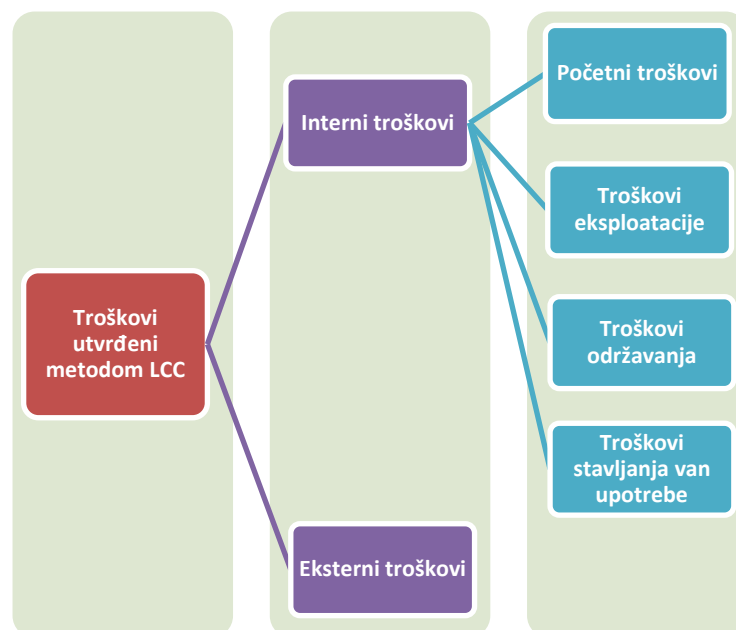 Troškovi
utvrđeni
metodom LCC
Interni troškovi
Eksterni troškovi
Početni troškovi
Troškovi
eksploatacije
Troškovi
održavanja
Troškovi
stavljanja van
upotrebe